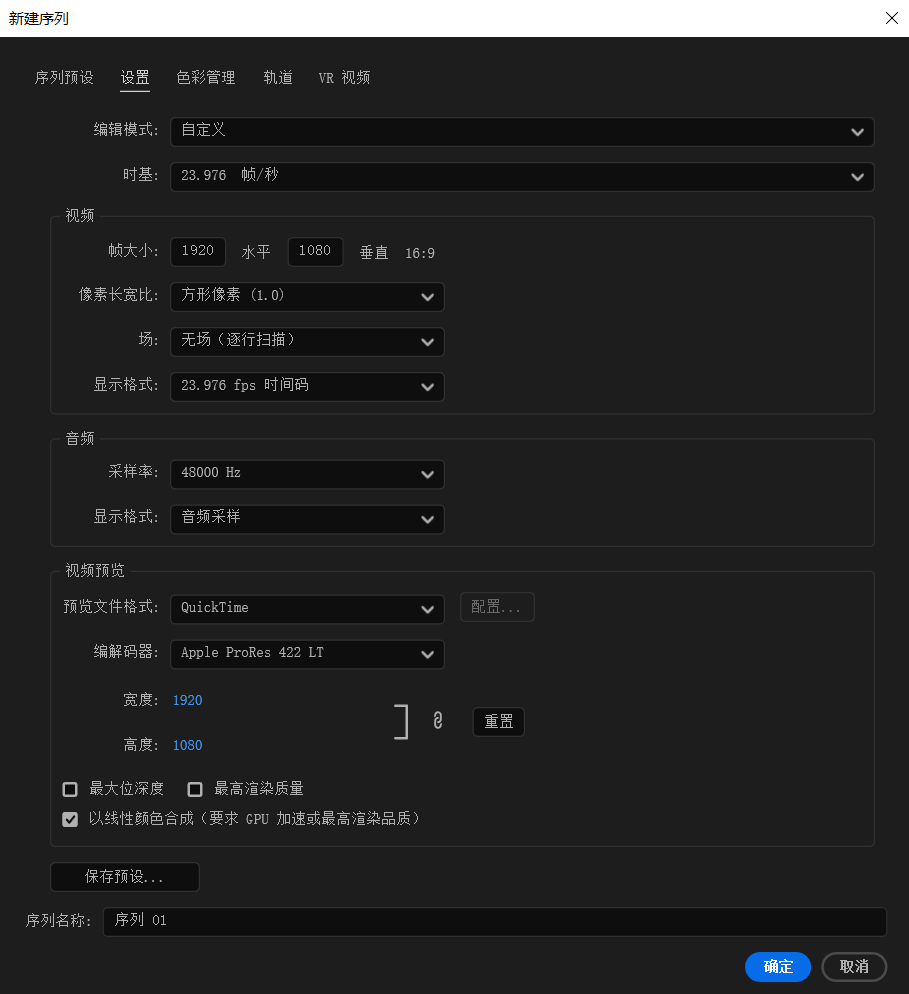 新建序列
序列预设 设置 色彩管理 轨道 VR 视频
编辑模式: 自定义
时基: 23.976 帧/秒
视频
帧大小: 1920 水平 1080 垂直 16:9
像素长宽比: 方形像素 (1.0)
场: 无场（逐行扫描）
显示格式: 23.976 fps 时间码
音频
采样率: 48000 Hz
显示格式: 音频采样
视频预览
预览文件格式: QuickTime 配置...
编解码器: Apple ProRes 422 LT
宽度: 1920
重置
高度: 1080
最大位深度 最高渲染质量
以线性颜色合成（要求 GPU 加速或最高渲染品质）
保存预设...
序列名称: 序列 01
确定 取消